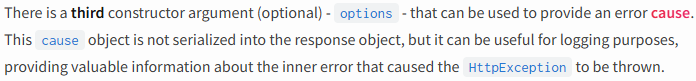 There is a third constructor argument (optional) - options - that can be used to provide an error cause.
This cause object is not serialized into the response object, but it can be useful for logging purposes,
providing valuable information about the inner error that caused the HttpException to be thrown.